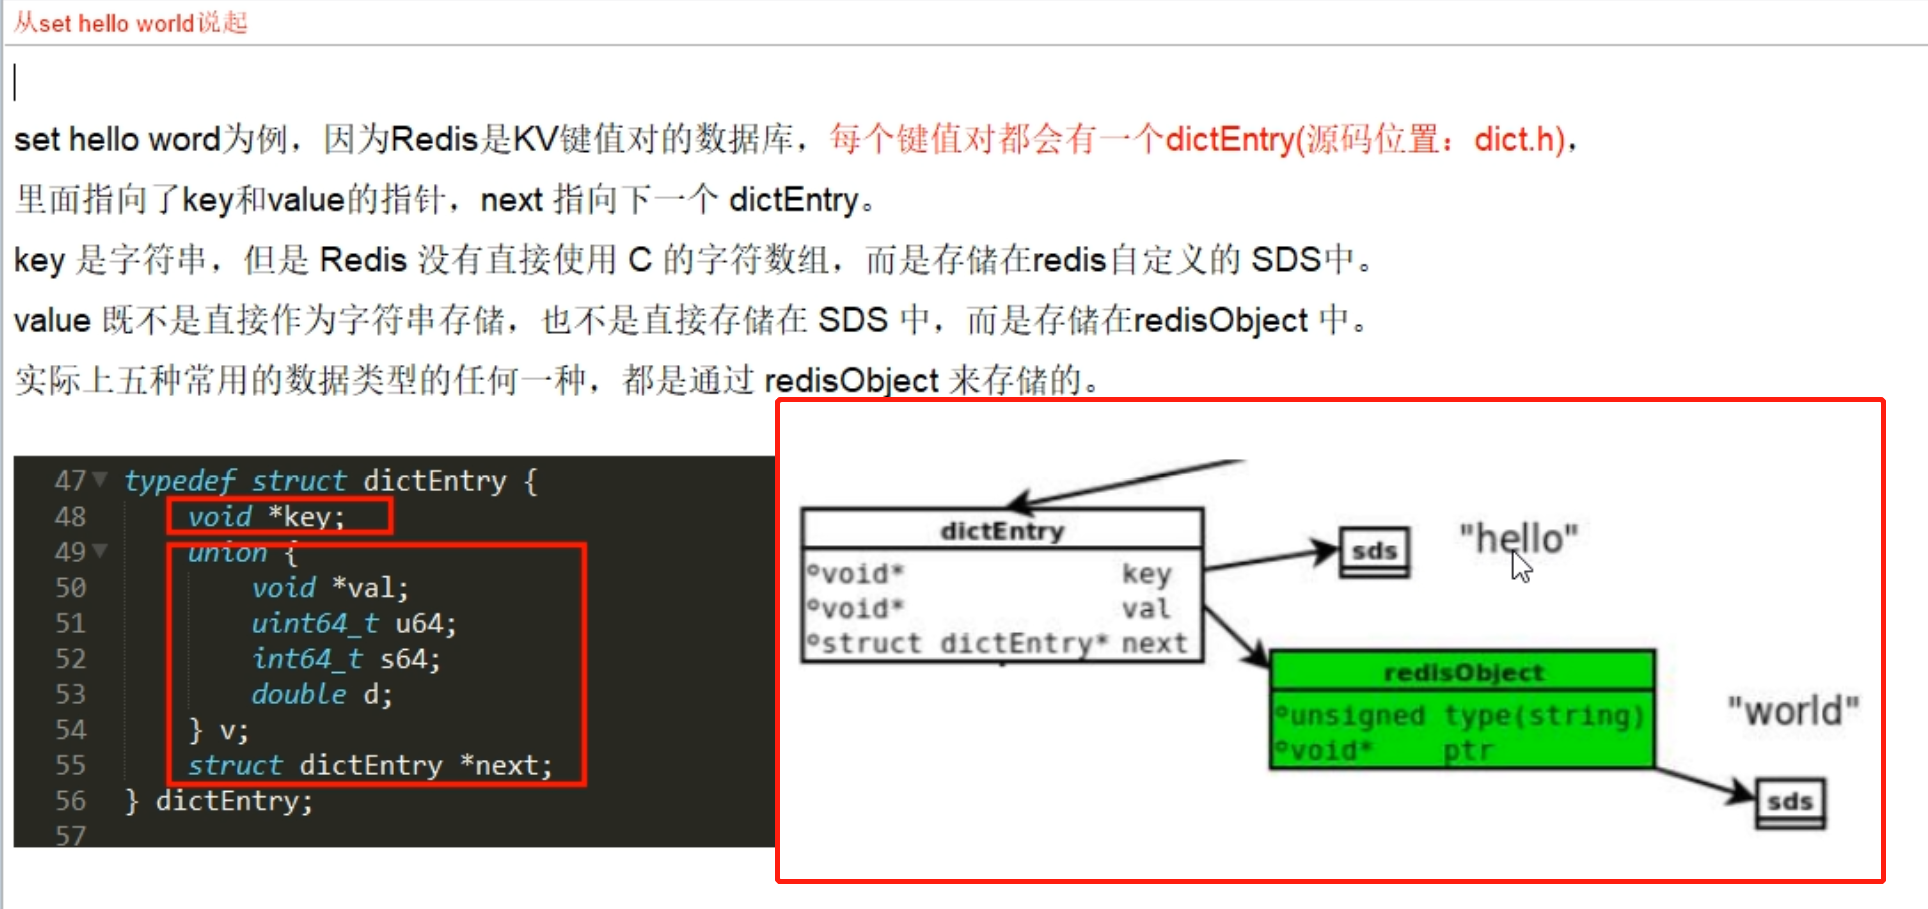 从set hello world说起
set hello word为例，因为Redis是KV键值对的数据库，每个键值对都会有一个dictEntry(源码位置：dict.h)，
里面指向了key和value的指针，next 指向下一个 dictEntry。
key 是字符串，但是 Redis 没有直接使用 C 的字符数组，而是存储在redis自定义的 SDS中。
value 既不是直接作为字符串存储，也不是直接存储在 SDS 中，而是存储在redisObject 中。
实际上五种常用的数据类型的任何一种，都是通过 redisObject 来存储的。
47 typedef struct dictEntry {
48 void *key;
49 union {
50 void *val;
51 uint64_t u64;
52 int64_t s64;
53 double d;
54 } v;
55 struct dictEntry *next;
56 } dictEntry;
57
dictEntry
void* key
void* val
struct dictEntry* next
sds
"hello"
redisObject
unsigned type(string)
void* ptr
"world"
sds